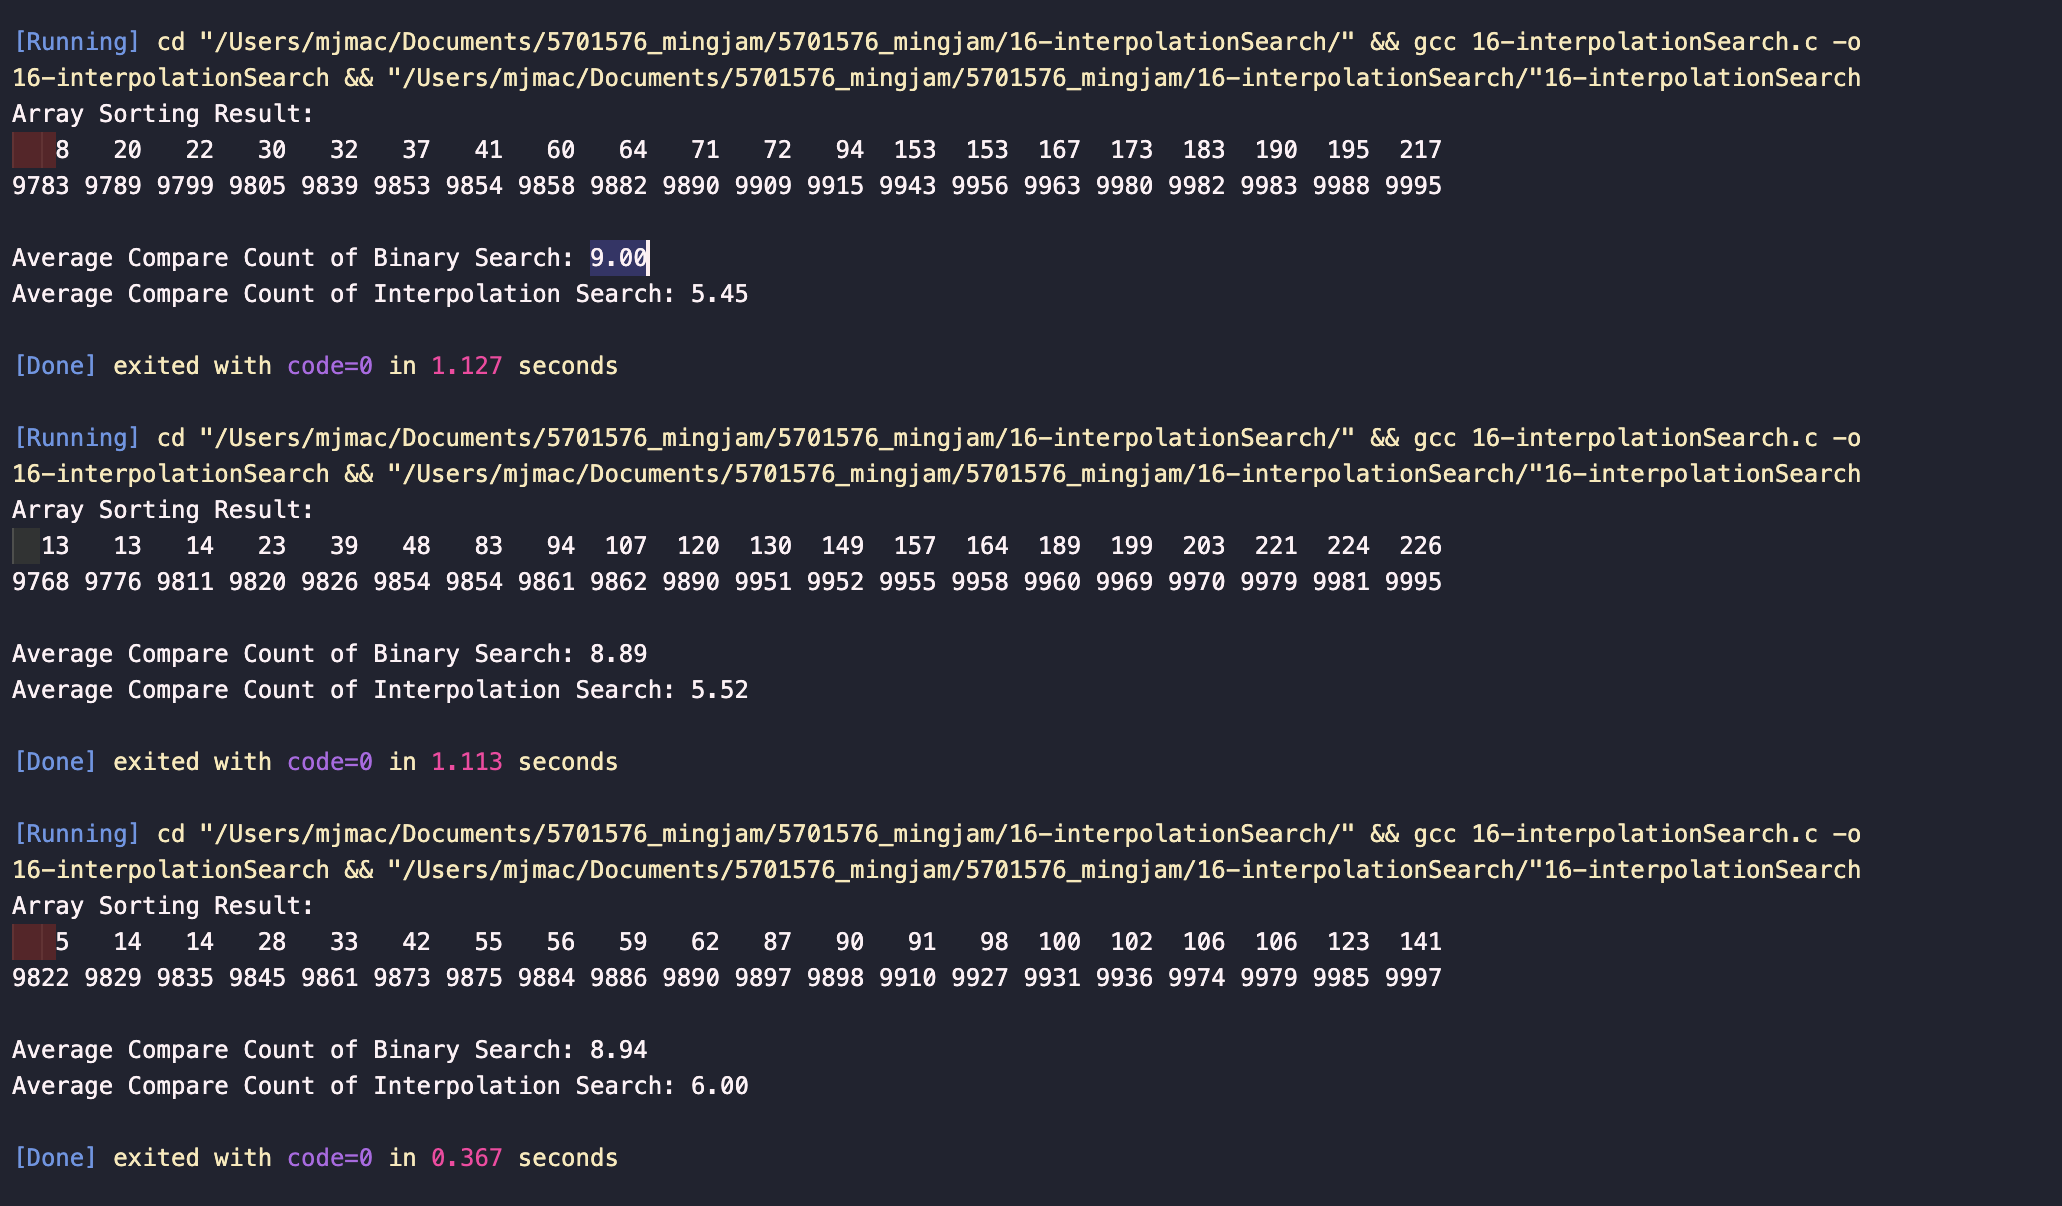 [Running] cd "/Users/mjmac/Documents/5701576_mingjam/5701576_mingjam/16-interpolationSearch/" && gcc 16-interpolationSearch.c -o
16-interpolationSearch && "/Users/mjmac/Documents/5701576_mingjam/5701576_mingjam/16-interpolationSearch/"16-interpolationSearch
Array Sorting Result:
   8   20   22   30   32   37   41   60   64   71   72   94  153  153  167  173  183  190  195  217
9783 9789 9799 9805 9839 9853 9854 9858 9882 9890 9909 9915 9943 9956 9963 9980 9982 9983 9988 9995
Average Compare Count of Binary Search: 9.00
Average Compare Count of Interpolation Search: 5.45
[Done] exited with code=0 in 1.127 seconds
[Running] cd "/Users/mjmac/Documents/5701576_mingjam/5701576_mingjam/16-interpolationSearch/" && gcc 16-interpolationSearch.c -o
16-interpolationSearch && "/Users/mjmac/Documents/5701576_mingjam/5701576_mingjam/16-interpolationSearch/"16-interpolationSearch
Array Sorting Result:
  13   13   14   23   39   48   83   94  107  120  130  149  157  164  189  199  203  221  224  226
9768 9776 9811 9820 9826 9854 9854 9861 9862 9890 9951 9952 9955 9958 9960 9969 9970 9979 9981 9995
Average Compare Count of Binary Search: 8.89
Average Compare Count of Interpolation Search: 5.52
[Done] exited with code=0 in 1.113 seconds
[Running] cd "/Users/mjmac/Documents/5701576_mingjam/5701576_mingjam/16-interpolationSearch/" && gcc 16-interpolationSearch.c -o
16-interpolationSearch && "/Users/mjmac/Documents/5701576_mingjam/5701576_mingjam/16-interpolationSearch/"16-interpolationSearch
Array Sorting Result:
   5   14   14   28   33   42   55   56   59   62   87   90   91   98  100  102  106  106  123  141
9822 9829 9835 9845 9861 9873 9875 9884 9886 9890 9897 9898 9910 9927 9931 9936 9974 9979 9985 9997
Average Compare Count of Binary Search: 8.94
Average Compare Count of Interpolation Search: 6.00
[Done] exited with code=0 in 0.367 seconds